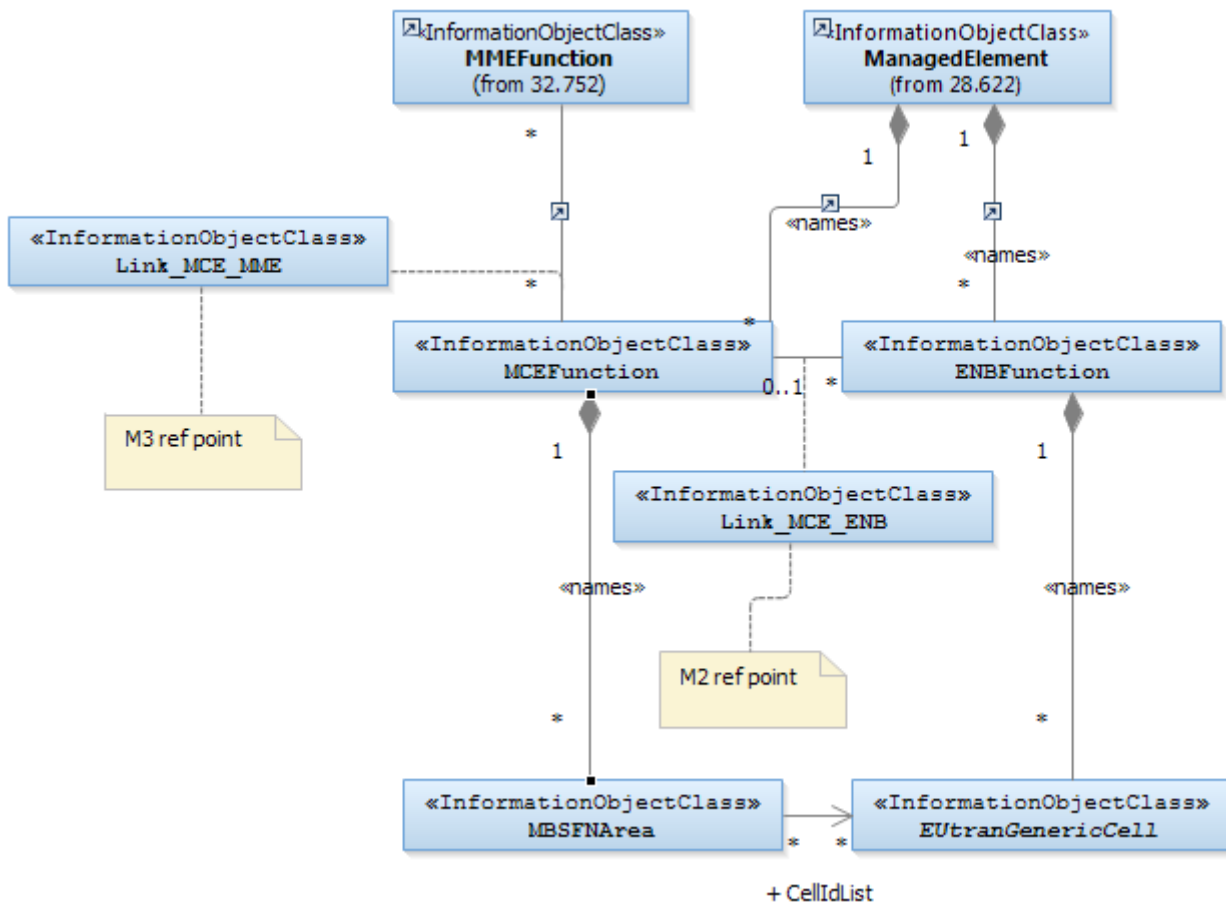 «InformationObjectClass»
MMEFunction
(from 32.752)
«InformationObjectClass»
ManagedElement
(from 28.622)
*
1
1
«names»
«InformationObjectClass»
Link_MCE_MME
«names»
*
*
*
«InformationObjectClass»
MCEFunction
«InformationObjectClass»
ENBFunction
0..1
*
M3 ref point
1
1
«InformationObjectClass»
Link_MCE_ENB
«names»
«names»
M2 ref point
*
*
«InformationObjectClass»
MBSFNArea
«InformationObjectClass»
EUtranGenericCell
*
*
+ CellIdList